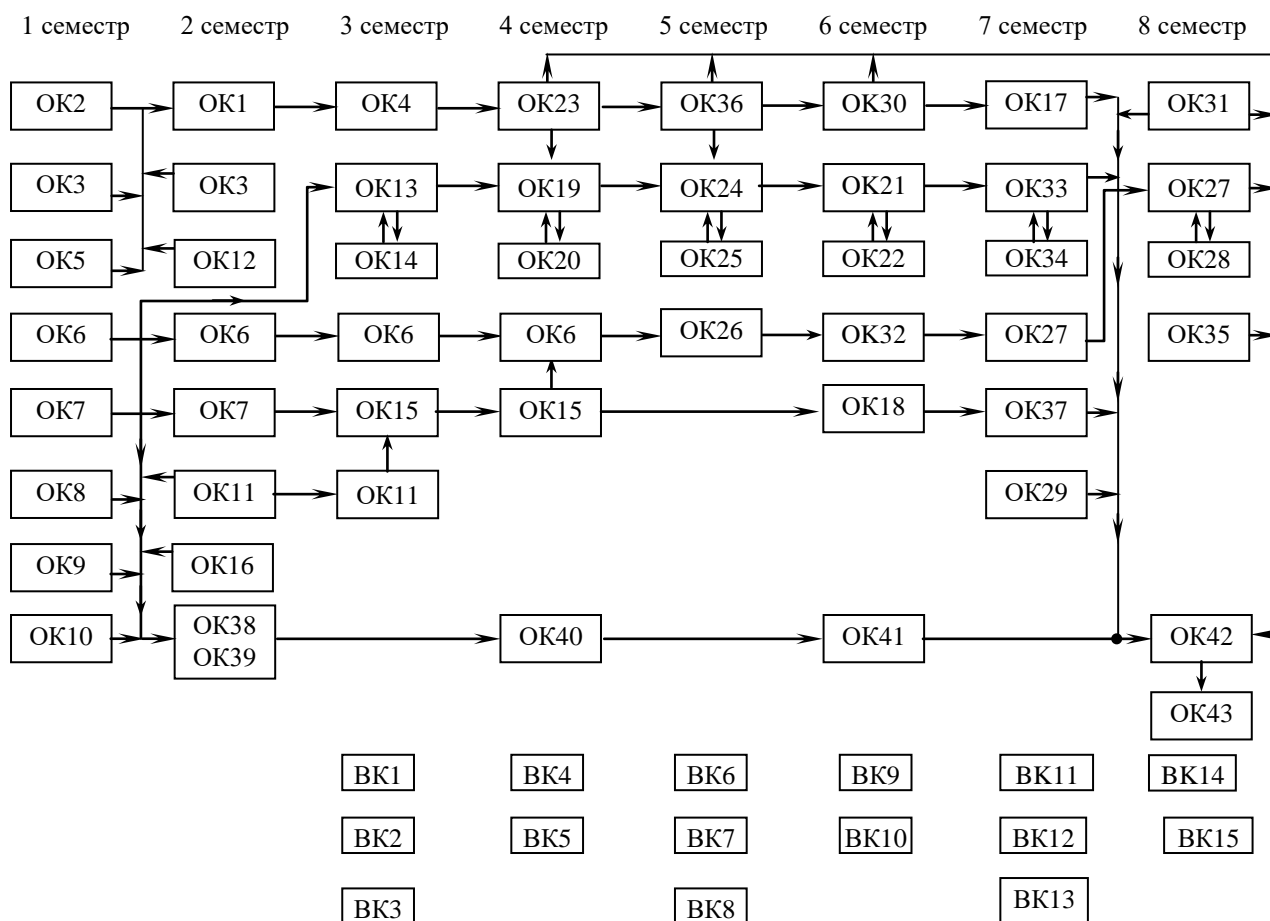 1 семестр 2 семестр 3 семестр 4 семестр 5 семестр 6 семестр 7 семестр 8 семестр
ОК2 ОК1 ОК4 ОК23 ОК36 ОК30 ОК17 ОК31
ОК3 ОК3 ОК13 ОК19 ОК24 ОК21 ОК33 ОК27
ОК5 ОК12 ОК14 ОК20 ОК25 ОК22 ОК34 ОК28
ОК6 ОК6 ОК6 ОК6 ОК26 ОК32 ОК27 ОК35
ОК7 ОК7 ОК15 ОК15 ОК18 ОК37
ОК8 ОК11 ОК11 ОК29
ОК9 ОК16
ОК10 ОК38 ОК40 ОК41 ОК42
ОК39
ОК43
ВК1 ВК4 ВК6 ВК9 ВК11 ВК14
ВК2 ВК5 ВК7 ВК10 ВК12 ВК15
ВК3 ВК8 ВК13